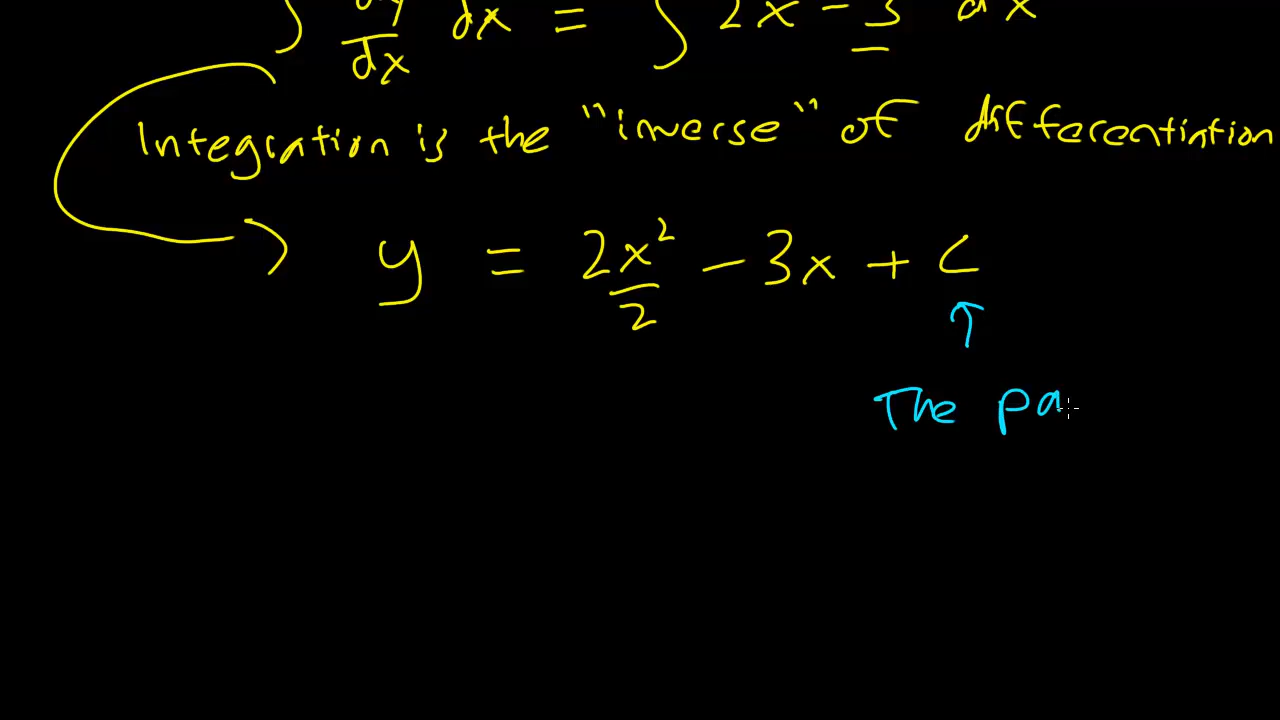 ∫ dy/dx dx = ∫ 2x - 3 dx
Integration is the "inverse" of differentiation
y = 2x²/2 - 3x + C
↑
The pa